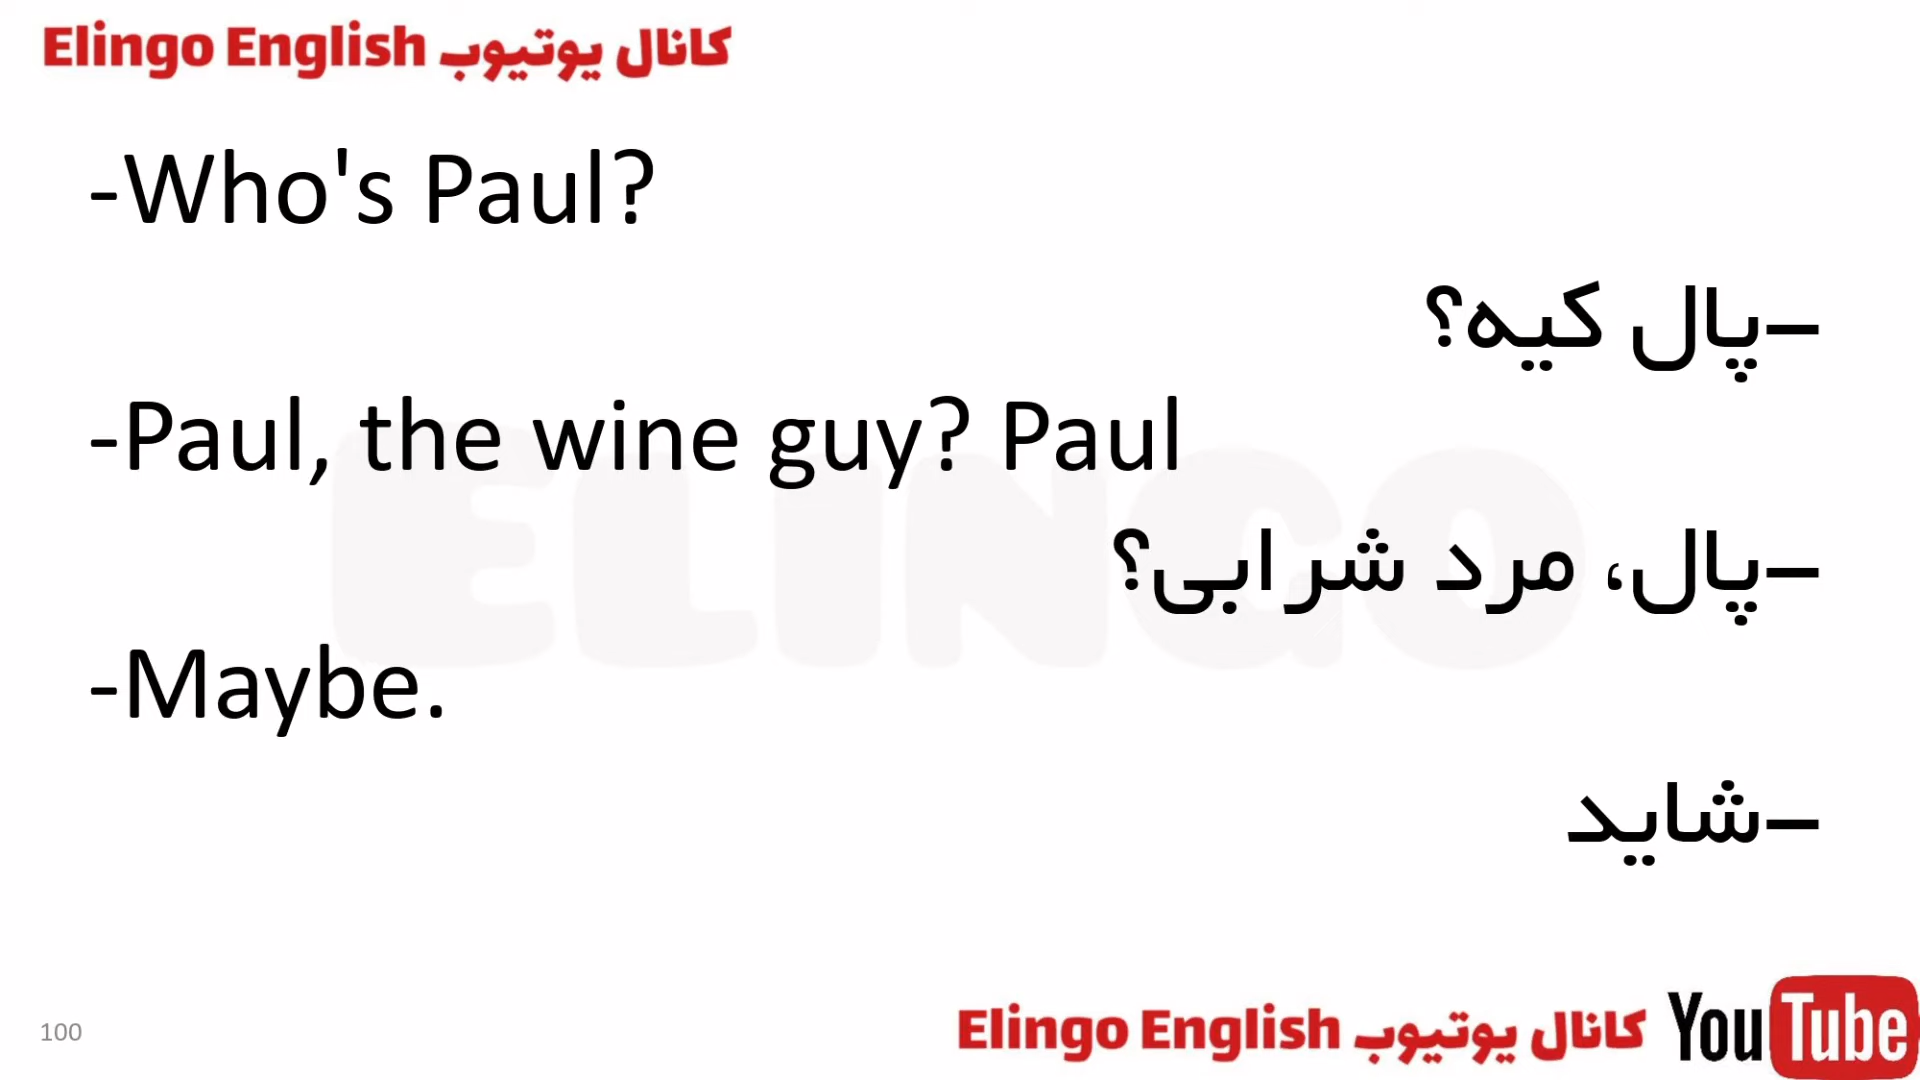 Elingo English کانال یوتیوب
-Who's Paul?
–پال کیه؟
-Paul, the wine guy? Paul
–پال، مرد شرابی؟
-Maybe.
–شاید
ELINGO
100
Elingo English کانال یوتیوب
YouTube